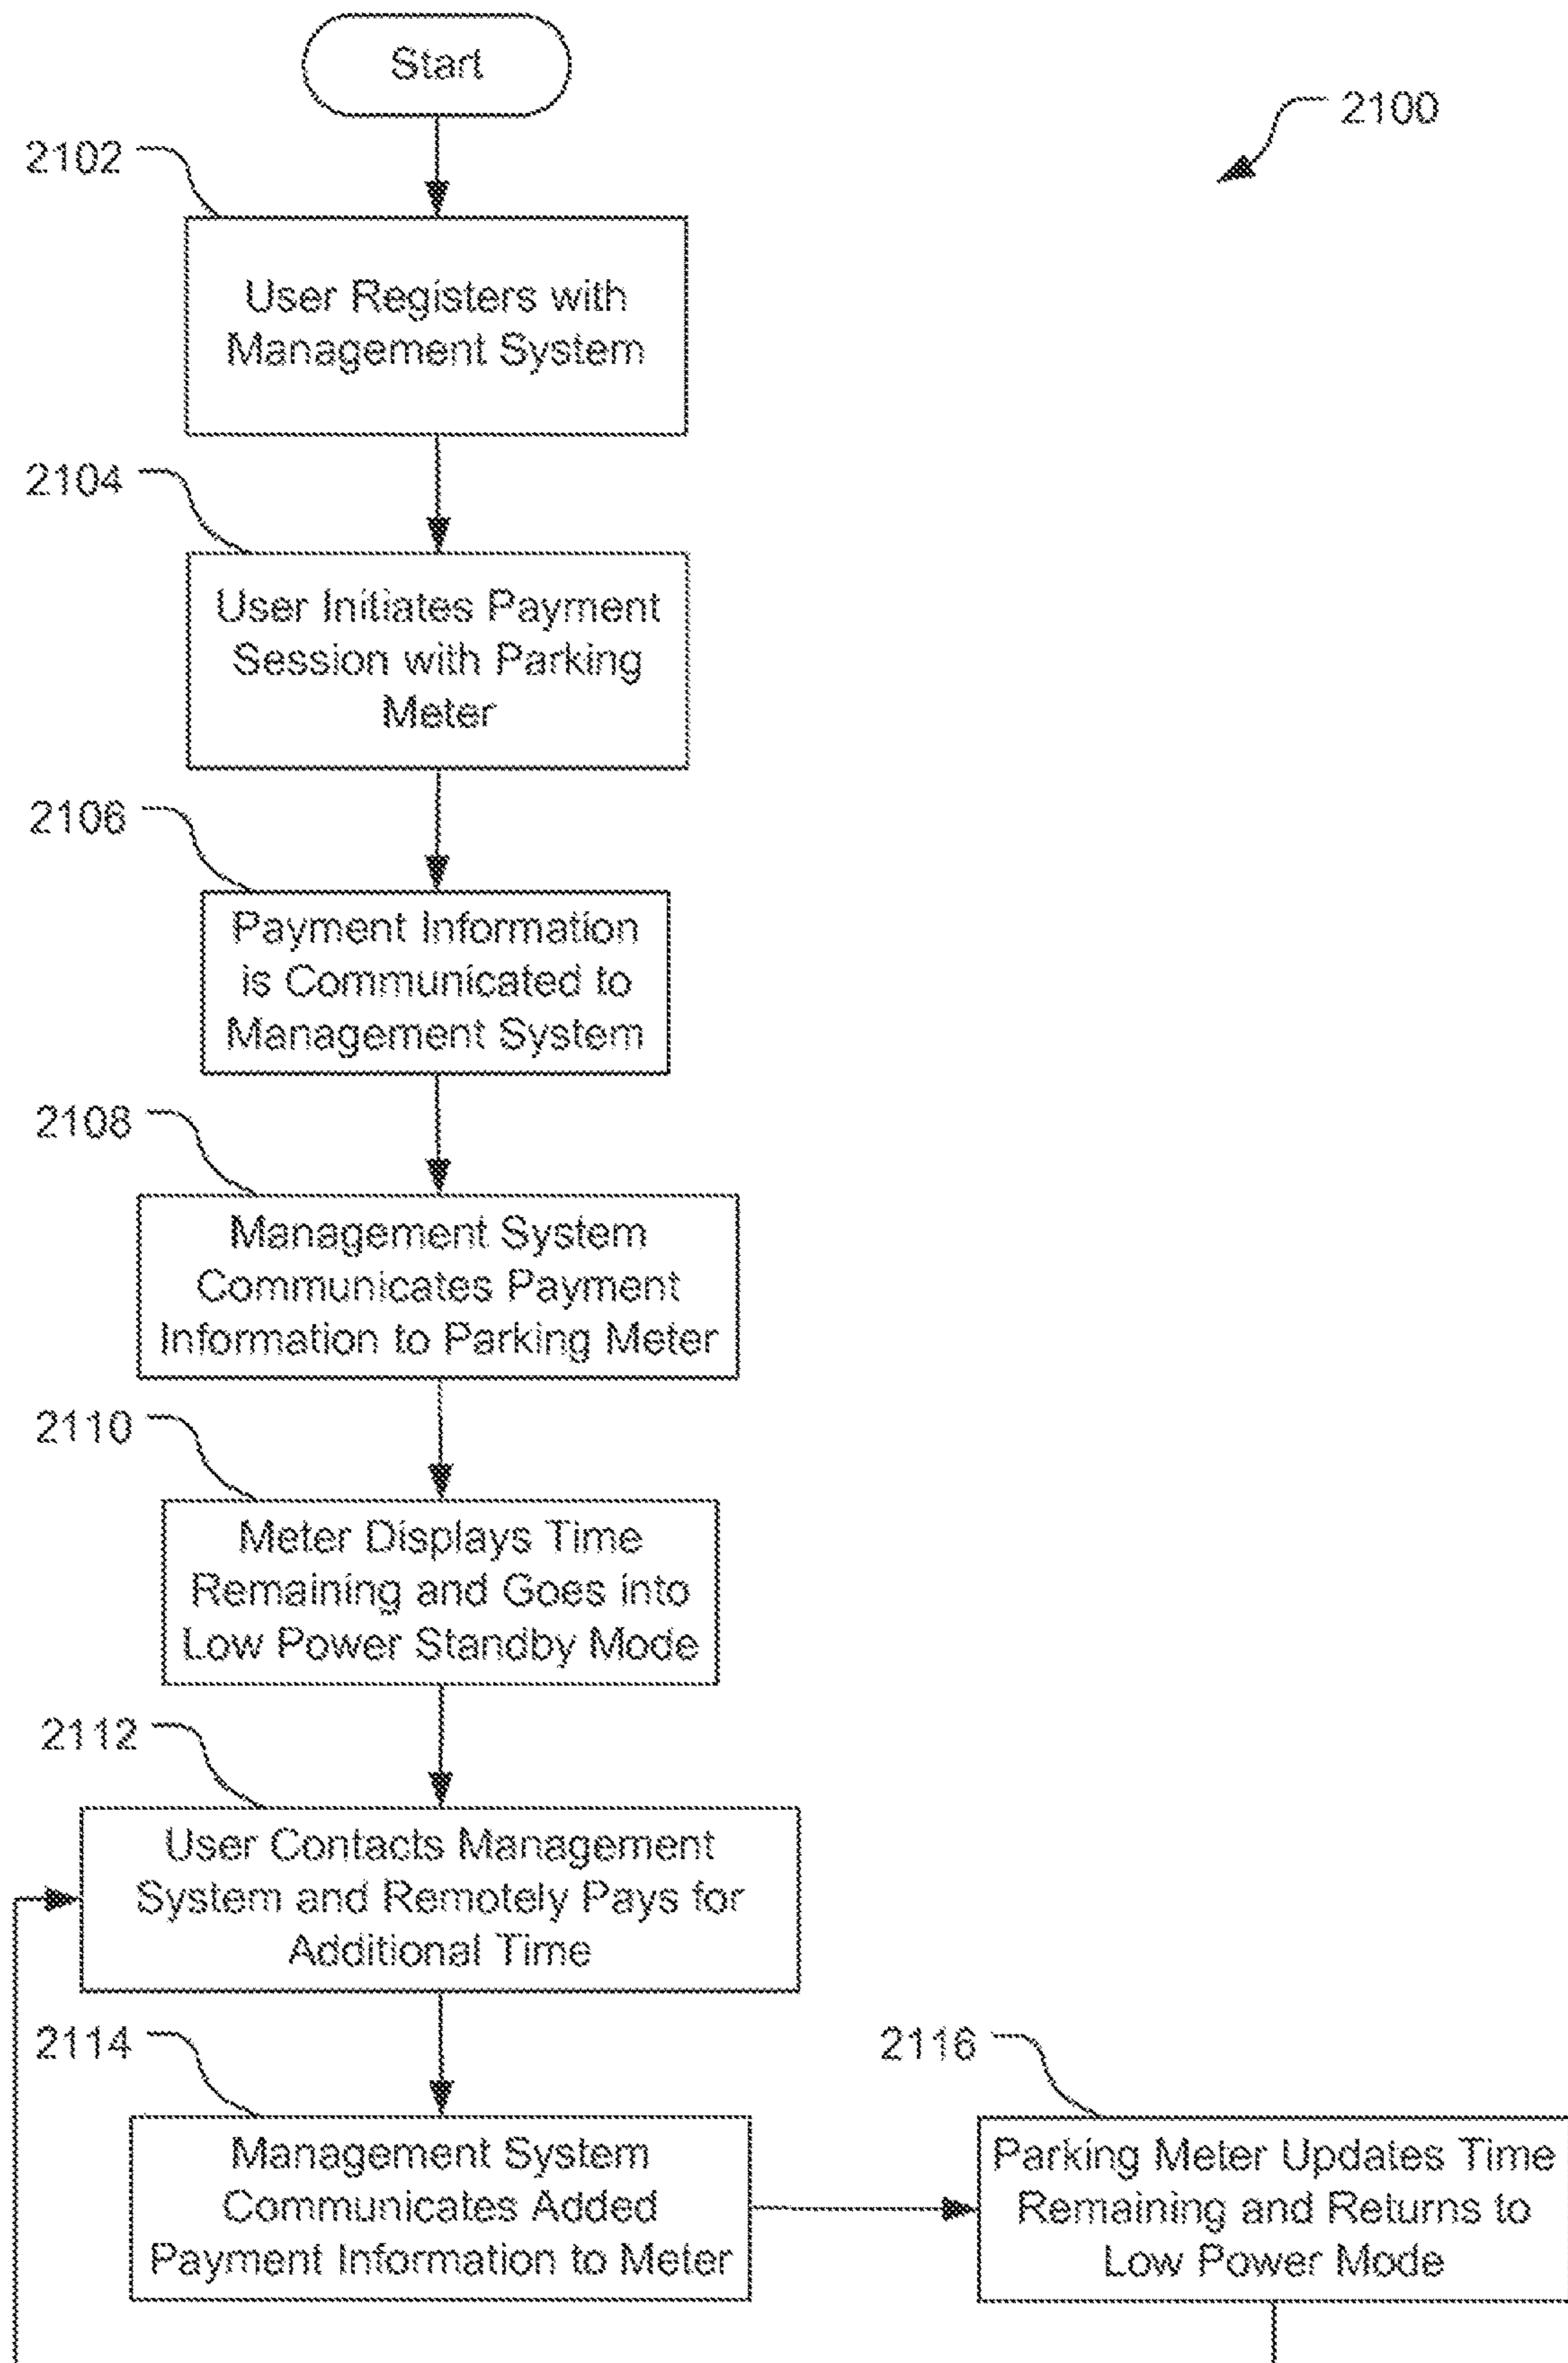 Start
2100
2102
User Registers with
Management System
2104
User Initiates Payment
Session with Parking
Meter
2106
Payment Information
is Communicated to
Management System
2108
Management System
Communicates Payment
Information to Parking Meter
2110
Meter Displays Time
Remaining and Goes into
Low Power Standby Mode
2112
User Contacts Management
System and Remotely Pays for
Additional Time
2114
Management System
Communicates Added
Payment Information to Meter
2116
Parking Meter Updates Time
Remaining and Returns to
Low Power Mode